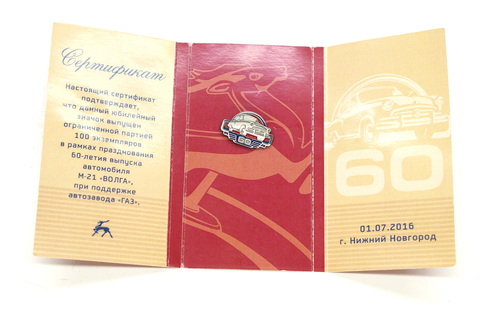 Сертификат
Настоящий сертификат
подтверждает,
что данный юбилейный
значок выпущен
ограниченной партией
100 экземпляров
в рамках празднования
60-летия выпуска
автомобиля
М-21 «ВОЛГА»,
при поддержке
автозавода «ГАЗ».
60
60
01.07.2016
г. Нижний Новгород